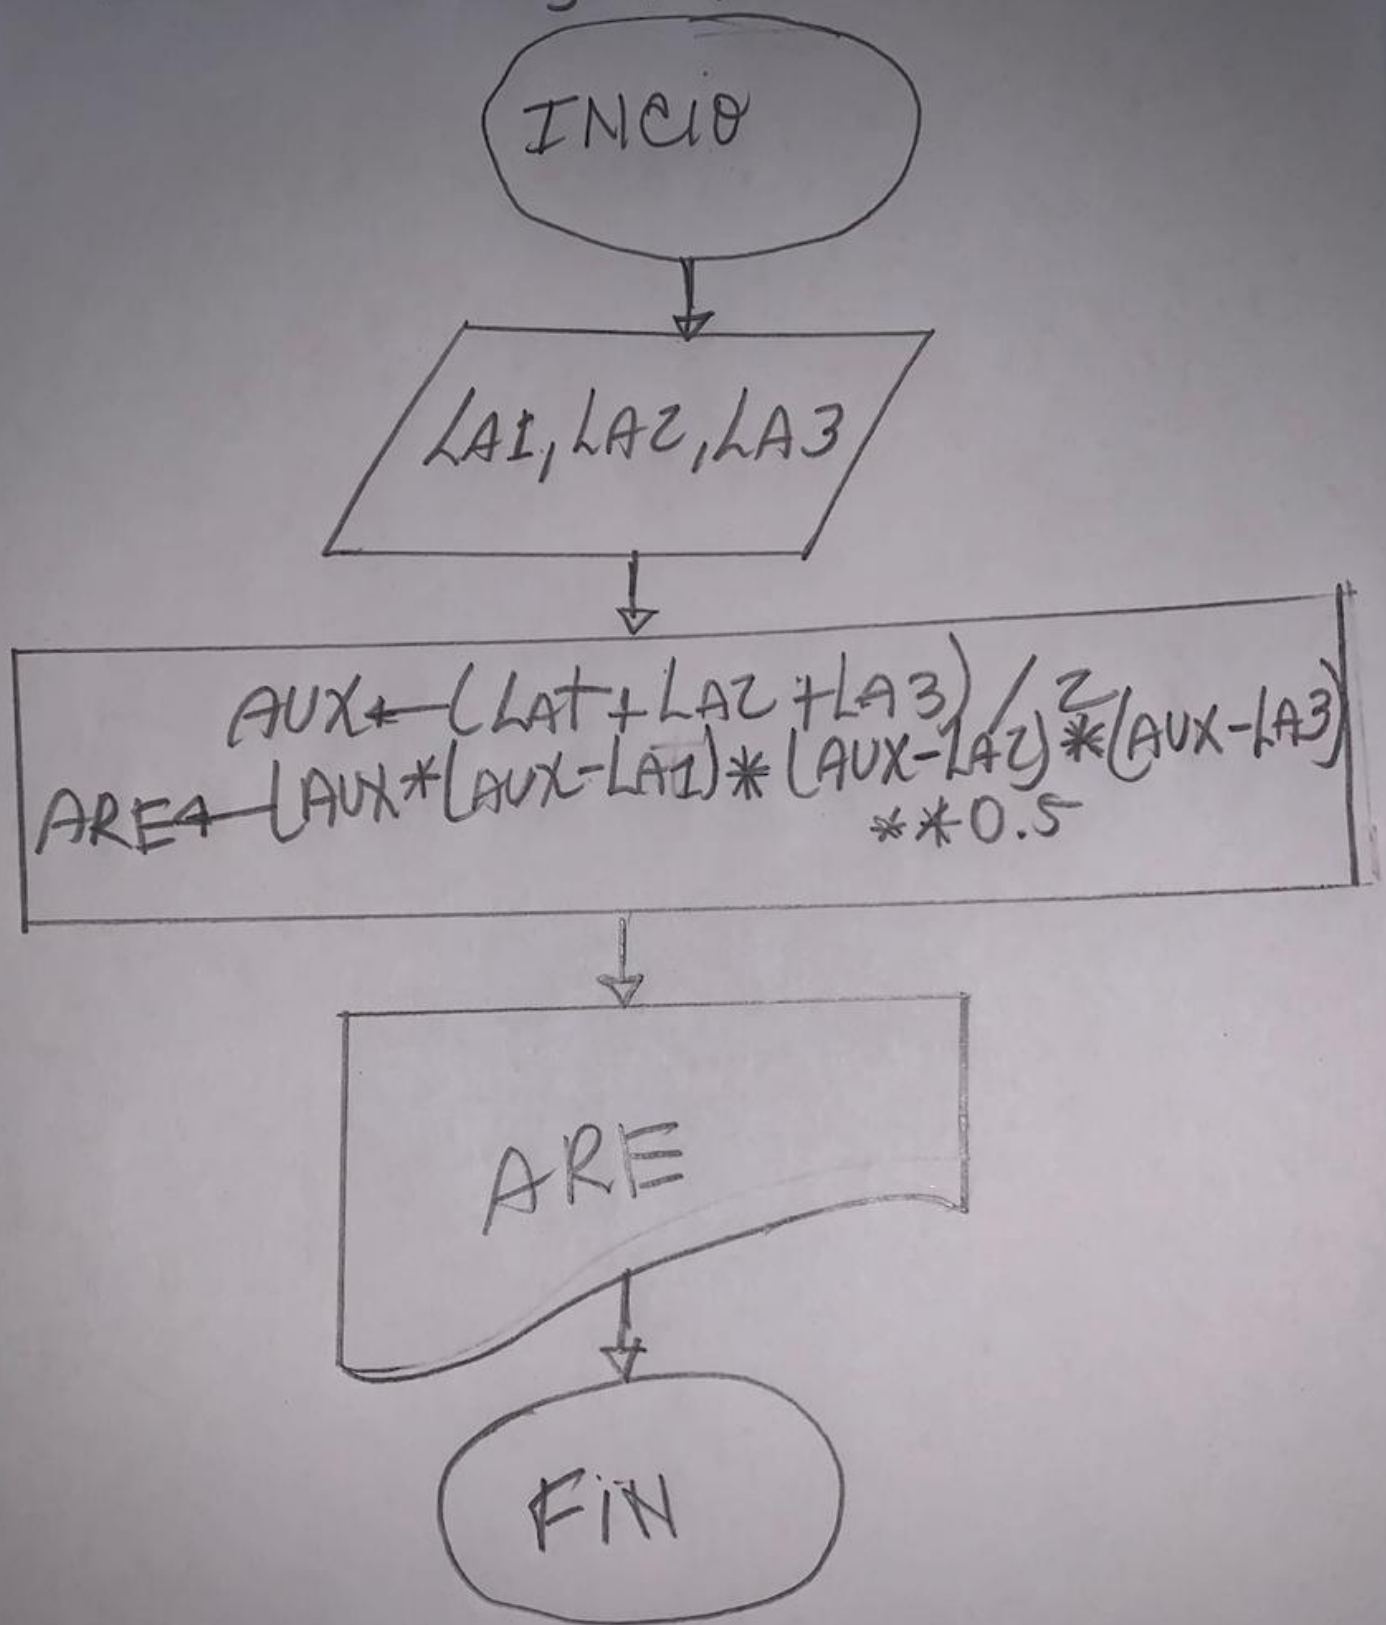 INCIO
LA1, LA2, LA3
AUX ← (LA1 + LA2 + LA3) / 2
ARE ← (AUX * (AUX - LA1) * (AUX - LA2) * (AUX - LA3)
** 0.5
ARE
FiN